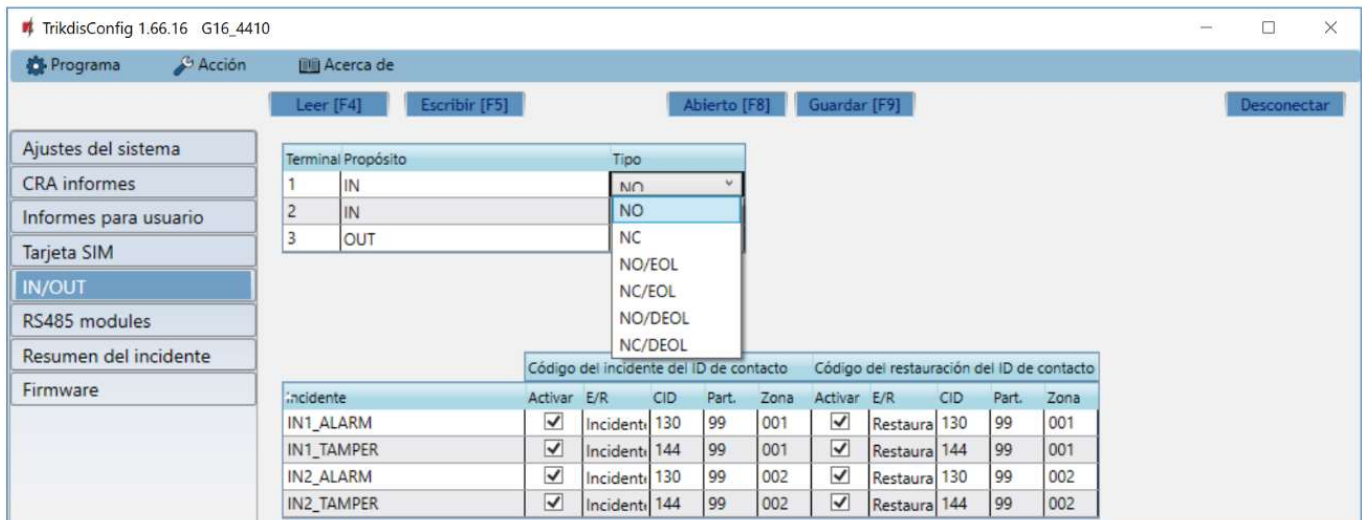 TrikdisConfig 1.66.16 G16_4410
Programa Acción Acerca de
Leer [F4] Escribir [F5] Abierto [F8] Guardar [F9] Desconectar
Ajustes del sistema
CRA informes
Informes para usuario
Tarjeta SIM
IN/OUT
RS485 modules
Resumen del incidente
Firmware
Terminal Propósito Tipo
1 IN NO
2 IN
3 OUT
NO
NC
NO/EOL
NC/EOL
NO/DEOL
NC/DEOL
Código del incidente del ID de contacto Código del restauración del ID de contacto
Incidente Activar E/R CID Part. Zona Activar E/R CID Part. Zona
IN1_ALARM Incident 130 99 001 Restaura 130 99 001
IN1_TAMPER Incident 144 99 001 Restaura 144 99 001
IN2_ALARM Incident 130 99 002 Restaura 130 99 002
IN2_TAMPER Incident 144 99 002 Restaura 144 99 002